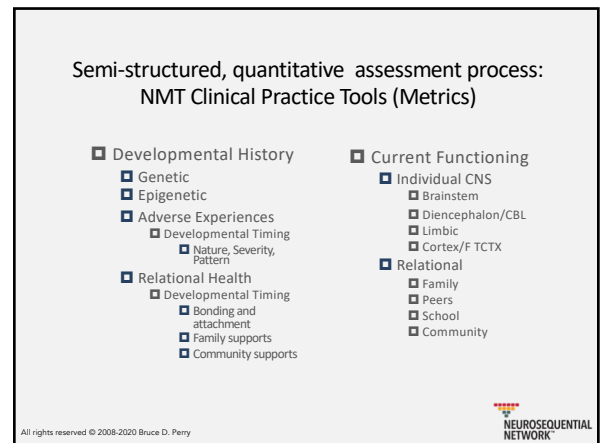 Semi-structured, quantitative assessment process:
NMT Clinical Practice Tools (Metrics)
Developmental History
Genetic
Epigenetic
Adverse Experiences
Developmental Timing
Nature, Severity,
Pattern
Relational Health
Developmental Timing
Bonding and
attachment
Family supports
Community supports
Current Functioning
Individual CNS
Brainstem
Diencephalon/CBL
Limbic
Cortex/F TCTX
Relational
Family
Peers
School
Community
All rights reserved © 2008-2020 Bruce D. Perry
NEUROSEQUENTIAL
NETWORK™